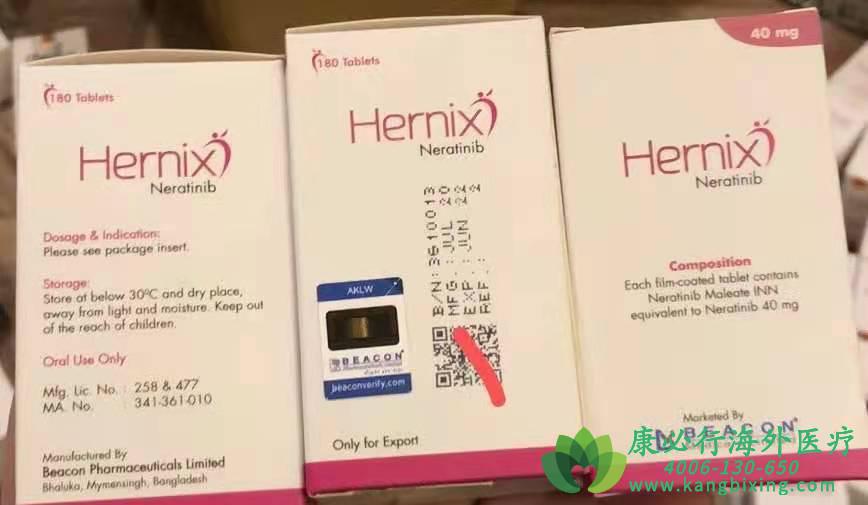 180 Tablets
Hernix
Neratinib
Dosage & Indication:
Please see package insert.
Storage:
Store at below 30°C and dry place,
away from light and moisture. Keep out
of the reach of children.
Oral Use Only
Mfg. Lic. No. : 258 & 477
MA. No. : 341-361-010
Manufactured By
Beacon Pharmaceuticals Limited
Bhaluka, Mymensingh, Bangladesh
180 Tablets
Hernix
Neratinib
B/N: 3610013
MFG.: JUL 20
EXP.: JUN 22
REF.:
AKLW
BEACON
beaconverify.com
Only for Export
40 mg
Hernix
Neratinib
Composition
Each film-coated tablet contains
Neratinib Maleate INN
equivalent to Neratinib 40 mg
Marketed By
BEACON
康必行海外医疗
4006-130-650
www.kangbixing.com